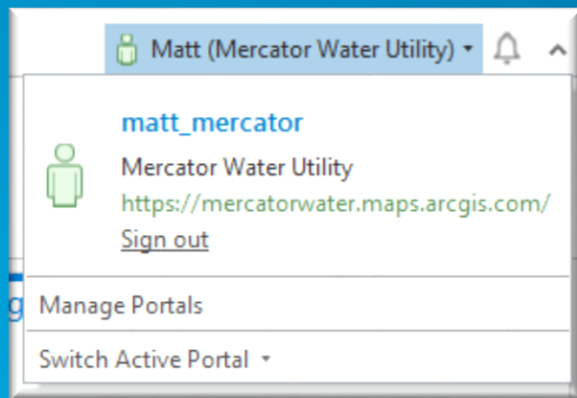 Matt (Mercator Water Utility)
matt_mercator
Mercator Water Utility
https://mercatorwater.maps.arcgis.com/
Sign out
g
Manage Portals
Switch Active Portal